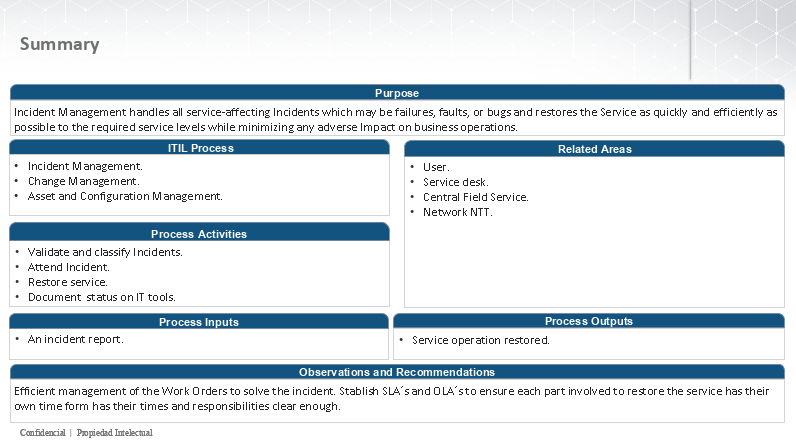 Summary
Purpose
Incident Management handles all service-affecting Incidents which may be failures, faults, or bugs and restores the Service as quickly and efficiently as
possible to the required service levels while minimizing any adverse Impact on business operations.
ITIL Process
• Incident Management.
• Change Management.
• Asset and Configuration Management.
Related Areas
• User.
• Service desk.
• Central Field Service.
• Network NTT.
Process Activities
• Validate and classify Incidents.
• Attend Incident.
• Restore service.
• Document status on IT tools.
Process Inputs
• An incident report.
Process Outputs
• Service operation restored.
Observations and Recommendations
Efficient management of the Work Orders to solve the incident. Stablish SLA´s and OLA´s to ensure each part involved to restore the service has their
own time form has their times and responsibilities clear enough.
Confidencial | Propiedad Intelectual